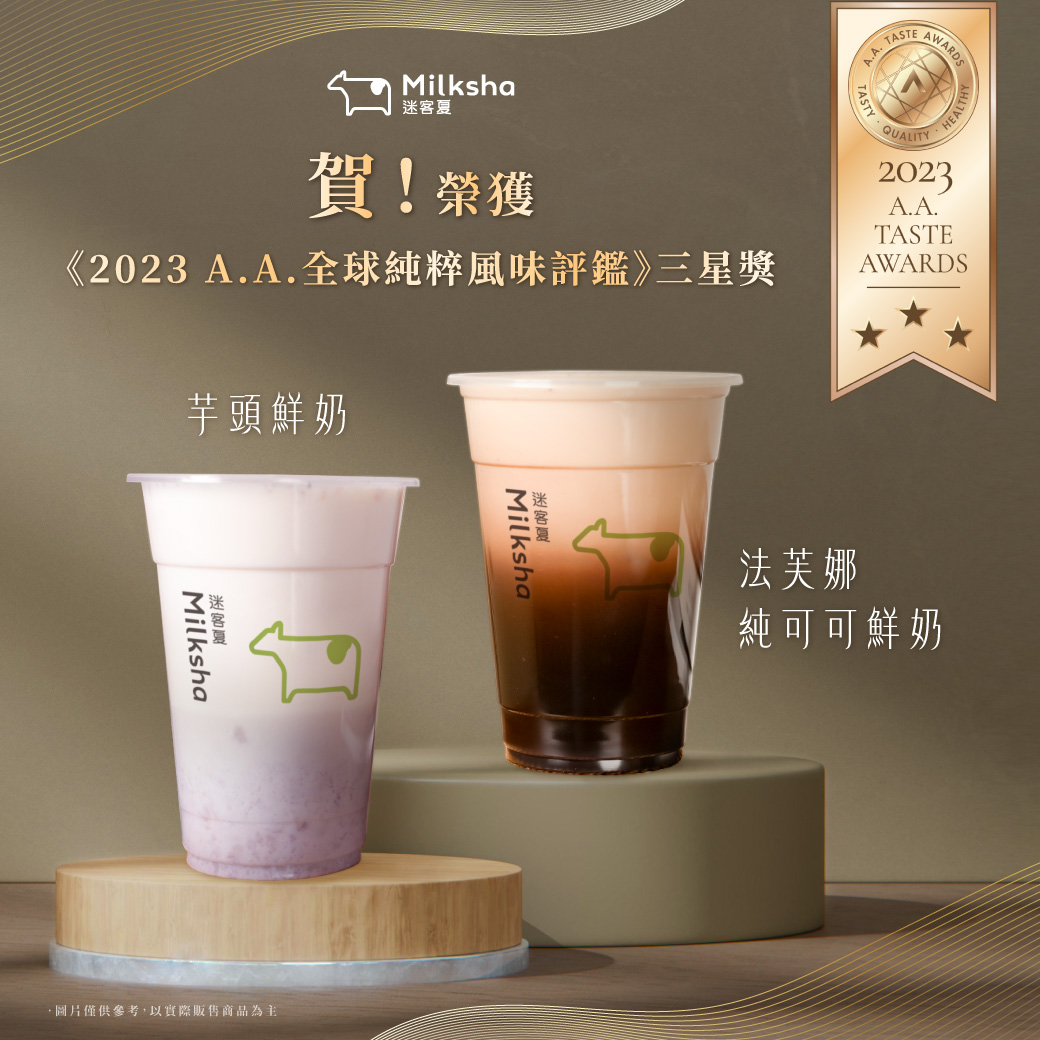 Milksha
迷客夏
賀！榮獲
《2023 A.A.全球純粹風味評鑑》三星獎
A.A. TASTE AWARDS
TASTY · QUALITY · HEALTHY
2023
A.A.
TASTE
AWARDS
芋頭鮮奶
法芙娜
純可可鮮奶
迷客夏
Milksha
迷客夏
Milksha
·圖片僅供參考，以實際販售商品為主